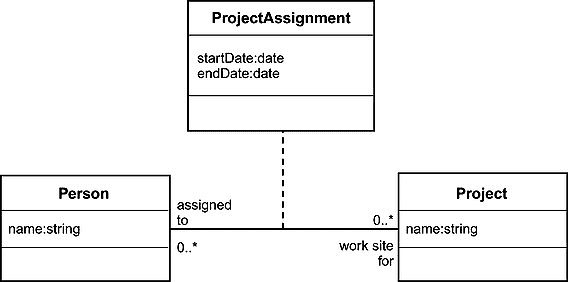 ProjectAssignment
startDate:date
endDate:date
Person
name:string
assigned
to
0..*
0..*
work site
for
Project
name:string